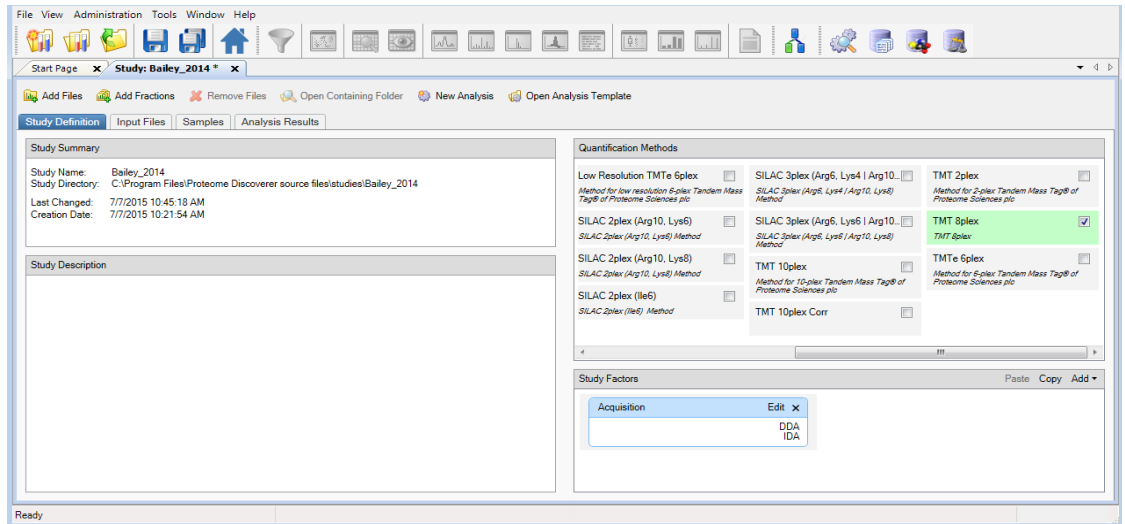 File View Administration Tools Window Help
Start Page x Study: Bailey_2014 * x
Add Files Add Fractions Remove Files Open Containing Folder New Analysis Open Analysis Template
Study Definition Input Files Samples Analysis Results
Study Summary
Study Name: Bailey_2014
Study Directory: C:\Program Files\Proteome Discoverer source files\studies\Bailey_2014
Last Changed: 7/7/2015 10:45:18 AM
Creation Date: 7/7/2015 10:21:54 AM
Study Description
Quantification Methods
Low Resolution TMTe 6plex
Method for low resolution 6-plex Tandem Mass
Tag® of Proteome Sciences plc
SILAC 2plex (Arg10, Lys6)
SILAC 2plex (Arg10, Lys6) Method
SILAC 2plex (Arg10, Lys8)
SILAC 2plex (Arg10, Lys8) Method
SILAC 2plex (Ile6)
SILAC 2plex (Ile6) Method
SILAC 3plex (Arg6, Lys4 | Arg10...
SILAC 3plex (Arg6, Lys4 | Arg10, Lys8)
Method
SILAC 3plex (Arg6, Lys6 | Arg10...
SILAC 3plex (Arg6, Lys6 | Arg10, Lys8)
Method
TMT 10plex
Method for 10-plex Tandem Mass Tag® of
Proteome Sciences plc
TMT 10plex Corr
TMT 2plex
Method for 2-plex Tandem Mass Tag® of
Proteome Sciences plc
TMT 8plex
TMT 8plex
TMTe 6plex
Method for 6-plex Tandem Mass Tag® of
Proteome Sciences plc
Study Factors Paste Copy Add
Acquisition Edit x
DDA
IDA
Ready